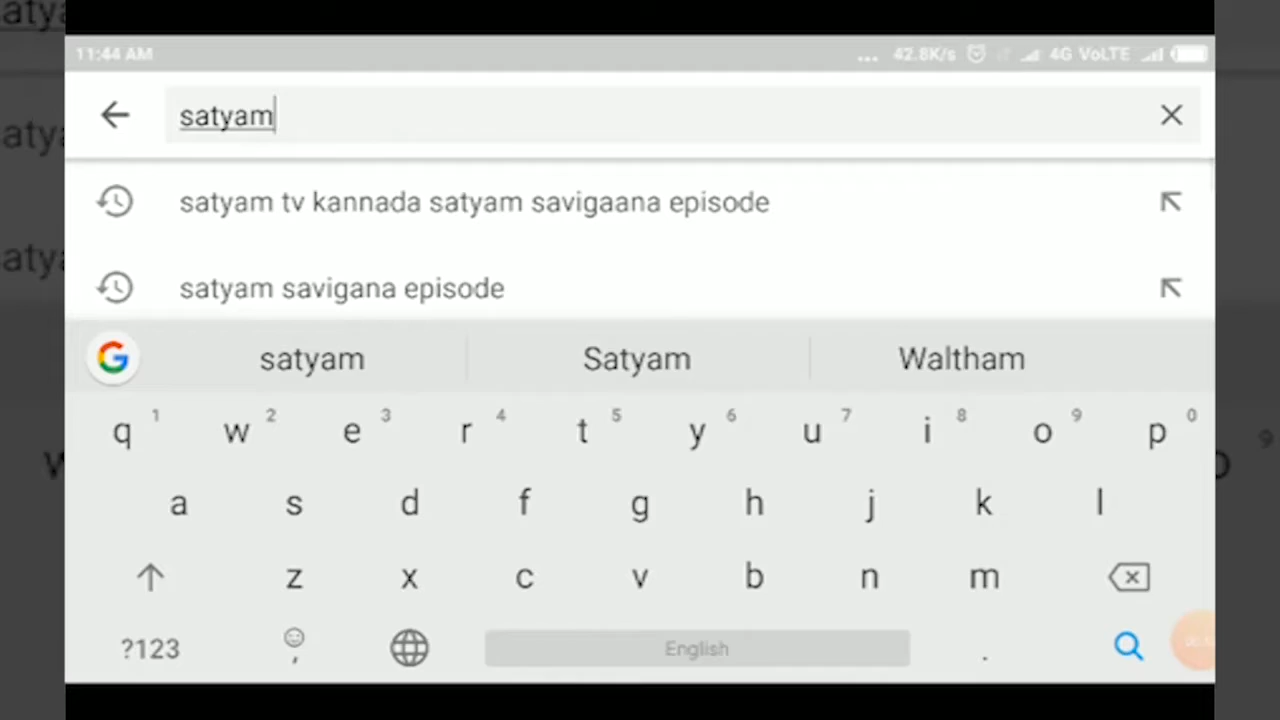 11:44 AM ... 42.8K/s 4G VoLTE
satyam
satyam tv kannada satyam savigaana episode
satyam savigana episode
satyam Satyam Waltham
q 1 w 2 e 3 r 4 t 5 y 6 u 7 i 8 o 9 p 0
a s d f g h j k l
z x c v b n m
?123 , English .